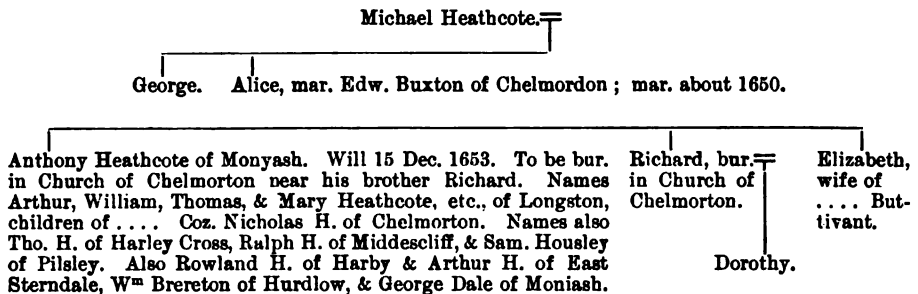 Michael Heathcote.
George. Alice, mar. Edw. Buxton of Chelmordon ; mar. about 1650.
Anthony Heathcote of Monyash. Will 15 Dec. 1653. To be bur.
in Church of Chelmorton near his brother Richard. Names
Arthur, William, Thomas, & Mary Heathcote, etc., of Longston,
children of .... Coz. Nicholas H. of Chelmorton. Names also
Tho. H. of Harley Cross, Ralph H. of Middescliff, & Sam. Housley
of Pilsley. Also Rowland H. of Harby & Arthur H. of East
Sterndale, Wᵐ Brereton of Hurdlow, & George Dale of Moniash.
Richard, bur.
in Church of
Chelmorton.
Dorothy.
Elizabeth,
wife of
.... But-
tivant.